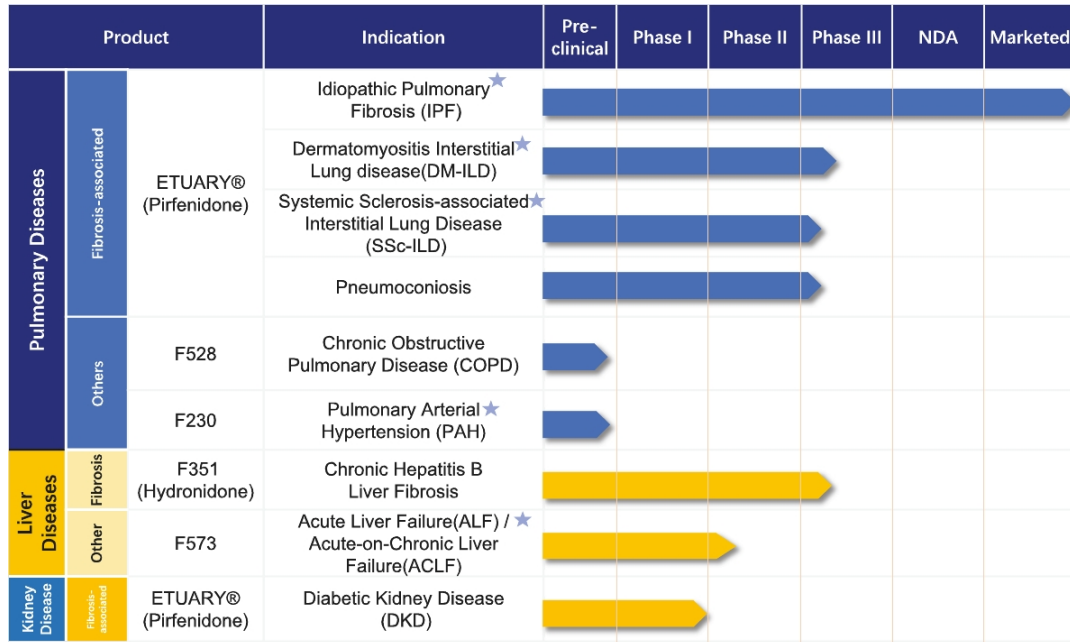 Product
Indication
Pre-
clinical
Phase I
Phase II
Phase III
NDA
Marketed
Pulmonary Diseases
Fibrosis-associated
ETUARY®
(Pirfenidone)
Idiopathic Pulmonary
Fibrosis (IPF)
Dermatomyositis Interstitial
Lung disease(DM-ILD)
Systemic Sclerosis-associated
Interstitial Lung Disease
(SSc-ILD)
Pneumoconiosis
Others
F528
Chronic Obstructive
Pulmonary Disease (COPD)
F230
Pulmonary Arterial
Hypertension (PAH)
Liver
Diseases
Fibrosis
F351
(Hydronidone)
Chronic Hepatitis B
Liver Fibrosis
Other
F573
Acute Liver Failure(ALF) /
Acute-on-Chronic Liver
Failure(ACLF)
Kidney
Disease
Fibrosis-
associated
ETUARY®
(Pirfenidone)
Diabetic Kidney Disease
(DKD)